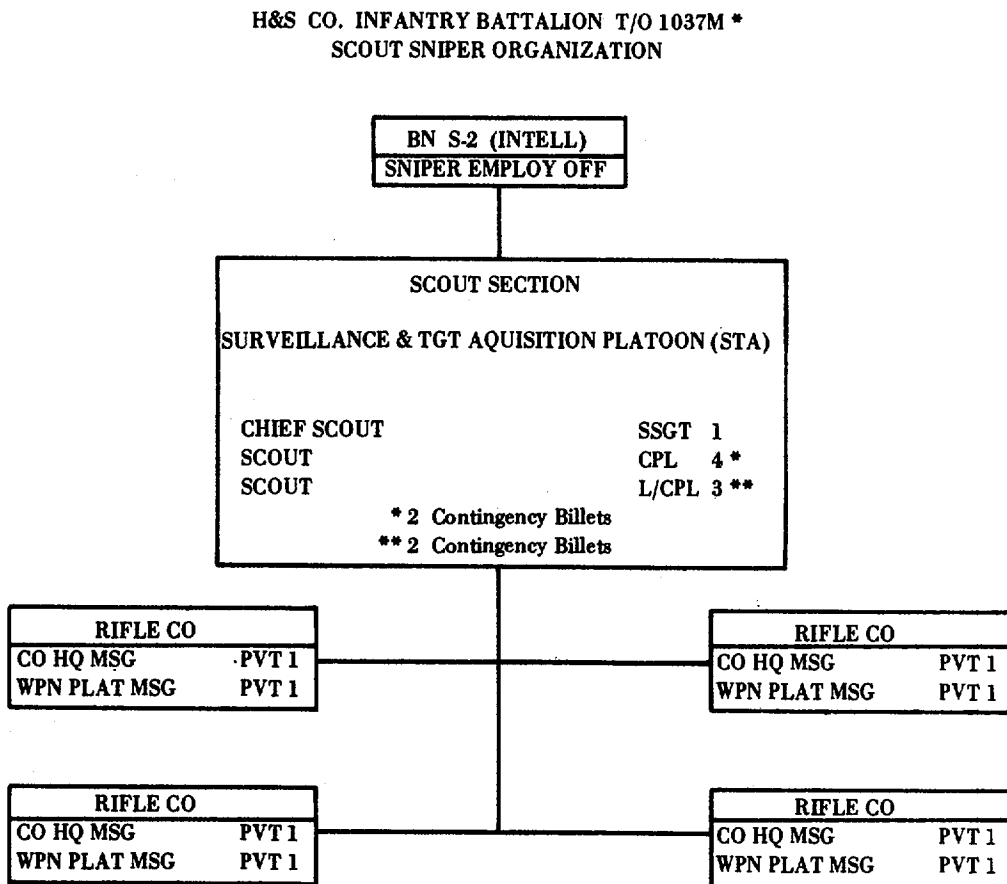 H&S CO. INFANTRY BATTALION T/O 1037M *
SCOUT SNIPER ORGANIZATION
BN S-2 (INTELL)
SNIPER EMPLOY OFF
SCOUT SECTION
SURVEILLANCE & TGT AQUISITION PLATOON (STA)
CHIEF SCOUT SSGT 1
SCOUT CPL 4 *
SCOUT L/CPL 3 **
* 2 Contingency Billets
** 2 Contingency Billets
RIFLE CO
CO HQ MSG PVT 1
WPN PLAT MSG PVT 1
RIFLE CO
CO HQ MSG PVT 1
WPN PLAT MSG PVT 1
RIFLE CO
CO HQ MSG PVT 1
WPN PLAT MSG PVT 1
RIFLE CO
CO HQ MSG PVT 1
WPN PLAT MSG PVT 1